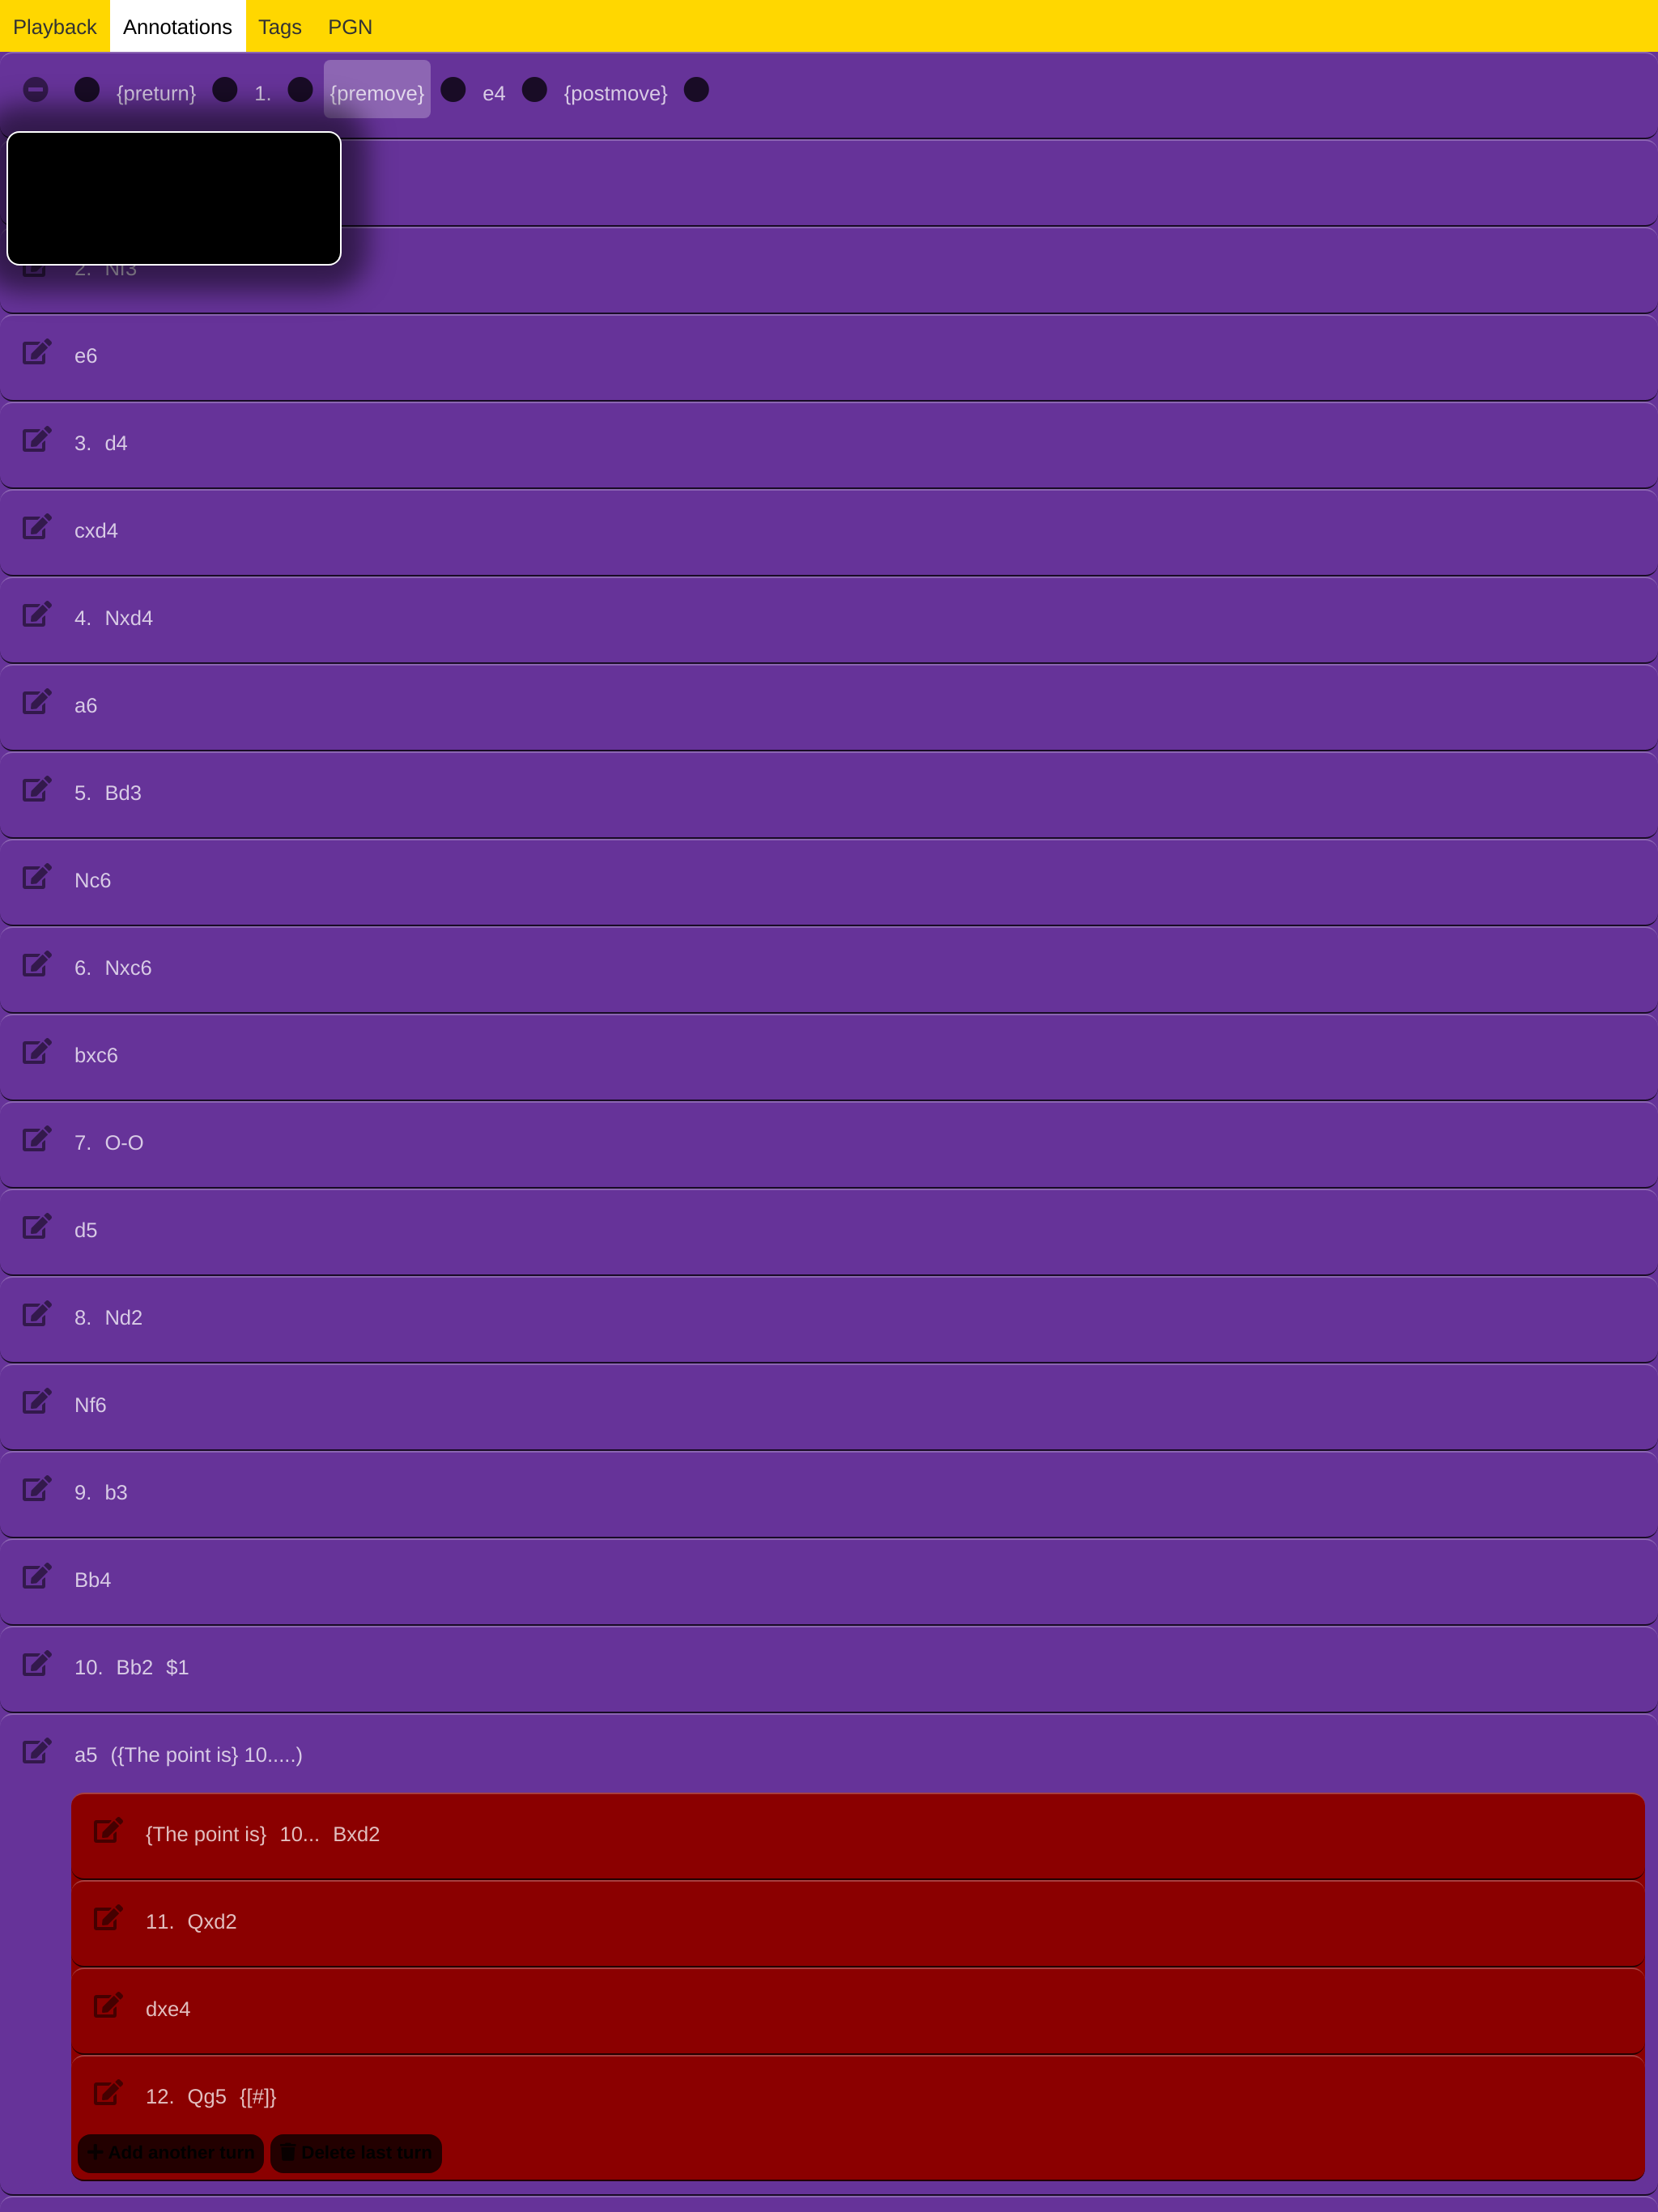 Playback Annotations Tags PGN
{preturn} 1. {premove} e4 {postmove}
2. Nf3
e6
3. d4
cxd4
4. Nxd4
a6
5. Bd3
Nc6
6. Nxc6
bxc6
7. O-O
d5
8. Nd2
Nf6
9. b3
Bb4
10. Bb2 $1
a5 ({The point is} 10.....)
{The point is} 10... Bxd2
11. Qxd2
dxe4
12. Qg5 {[#]}
Add another turn Delete last turn